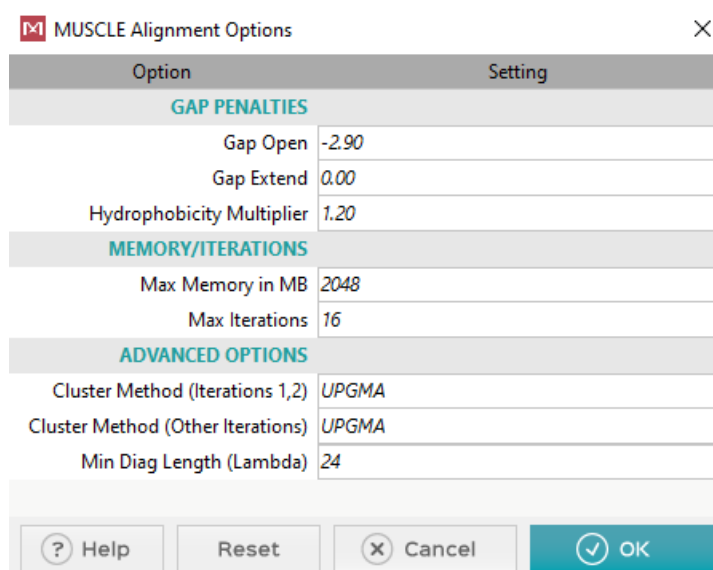 MUSCLE Alignment Options
Option Setting
GAP PENALTIES
Gap Open -2.90
Gap Extend 0.00
Hydrophobicity Multiplier 1.20
MEMORY/ITERATIONS
Max Memory in MB 2048
Max Iterations 16
ADVANCED OPTIONS
Cluster Method (Iterations 1,2) UPGMA
Cluster Method (Other Iterations) UPGMA
Min Diag Length (Lambda) 24
? Help Reset Cancel OK